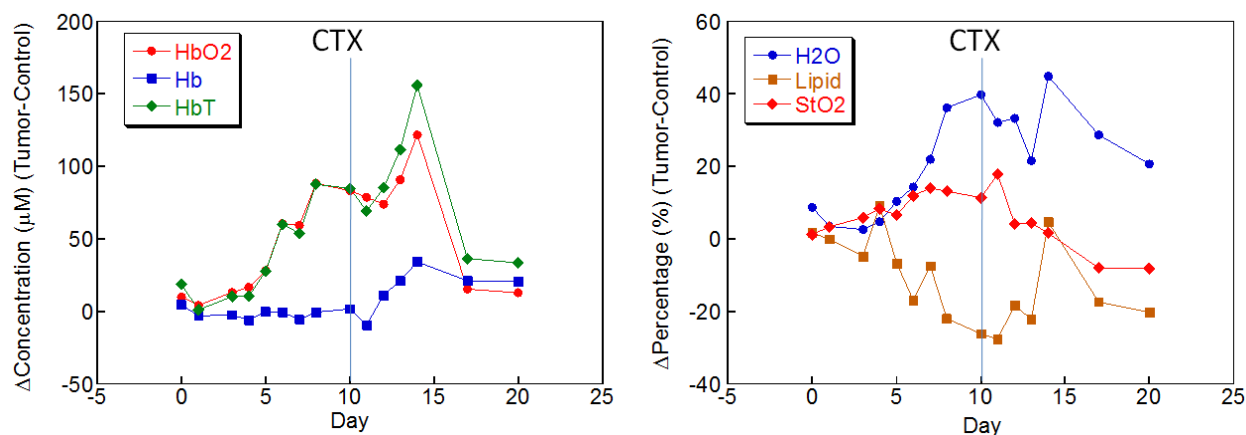 200
150
100
50
0
-50
-5
0
5
10
15
20
25
Day
ΔConcentration (μM) (Tumor-Control)
CTX
HbO2
Hb
HbT
60
40
20
0
-20
-40
-5
0
5
10
15
20
25
Day
ΔPercentage (%) (Tumor-Control)
CTX
H2O
Lipid
StO2